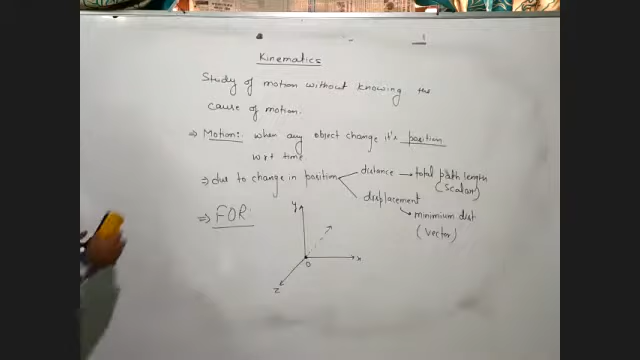 Kinematics
Study of motion without knowing the
cause of motion.
⇒ Motion:- when any object change it's position
w.r.t time
⇒ due to change in position
distance → total path length
(scalar)
displacement
minimium dist
(vector)
⇒ FOR:
y
O
x
z